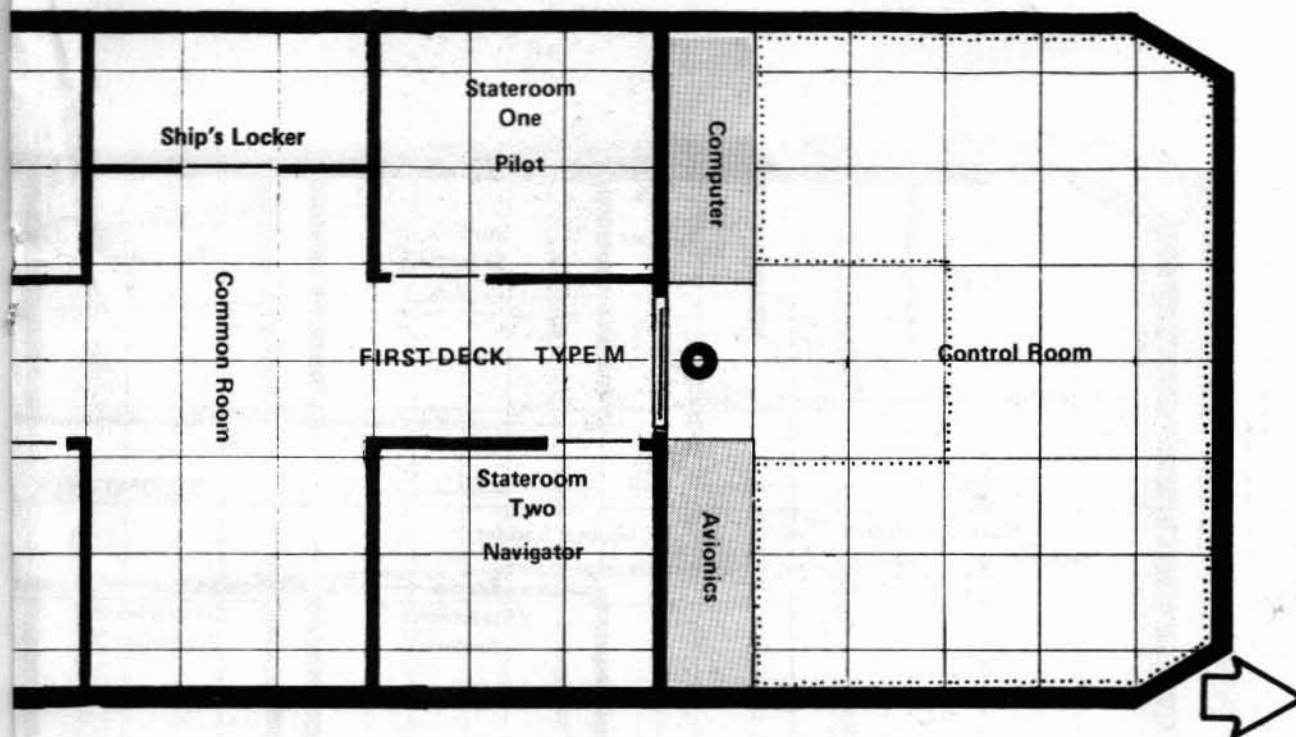 Ship's Locker
Stateroom
One
Pilot
Computer
Common Room
FIRST DECK TYPE M
Control Room
Stateroom
Two
Navigator
Avionics